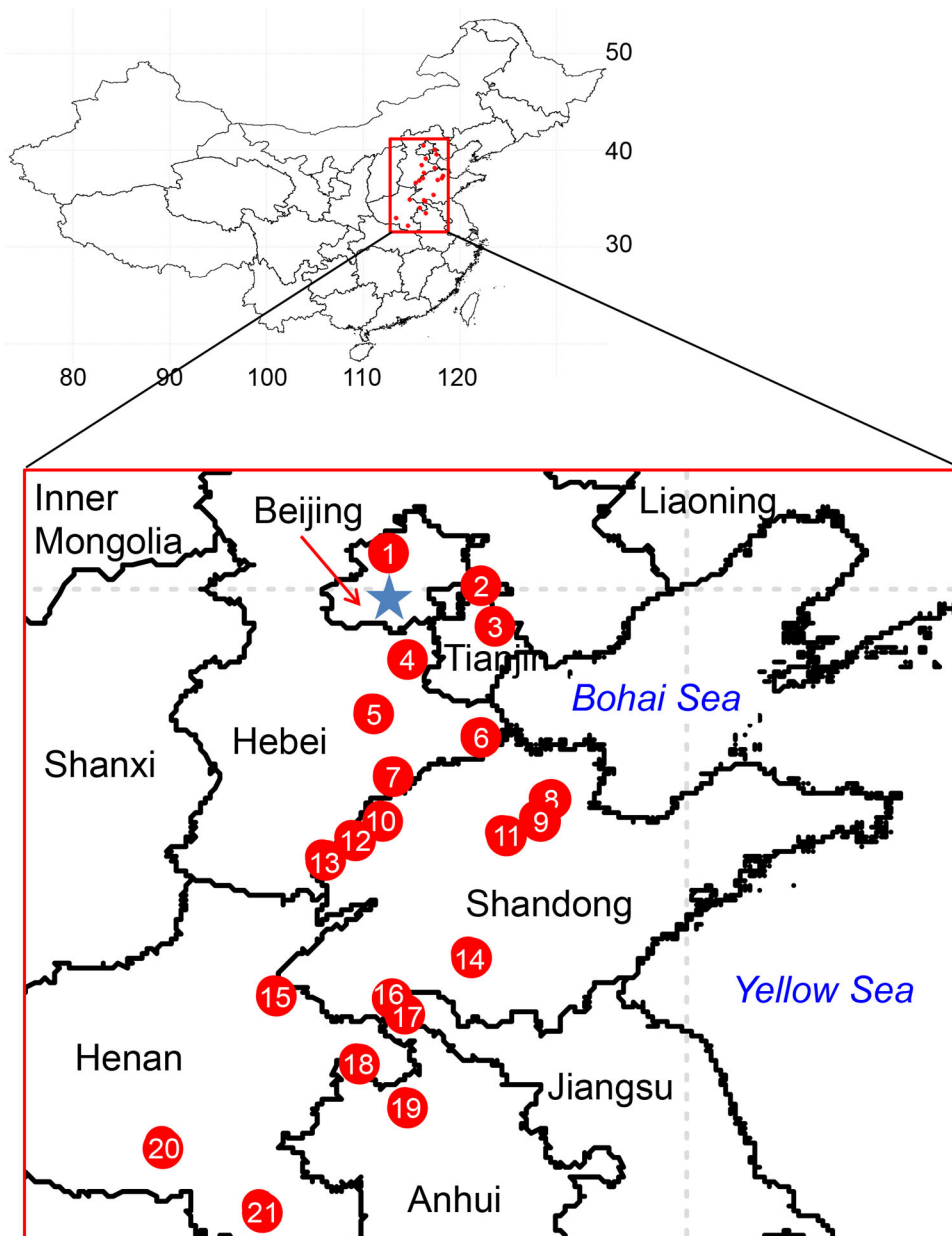 50
40
30
80 90 100 110 120
Inner
Mongolia
Beijing
Liaoning
1
2
3
4
Tianjin
Bohai Sea
5
Hebei
6
Shanxi
7
8
9
10
11
12
13
Shandong
14
15
16
17
Yellow Sea
Henan
18
Jiangsu
19
20
Anhui
21